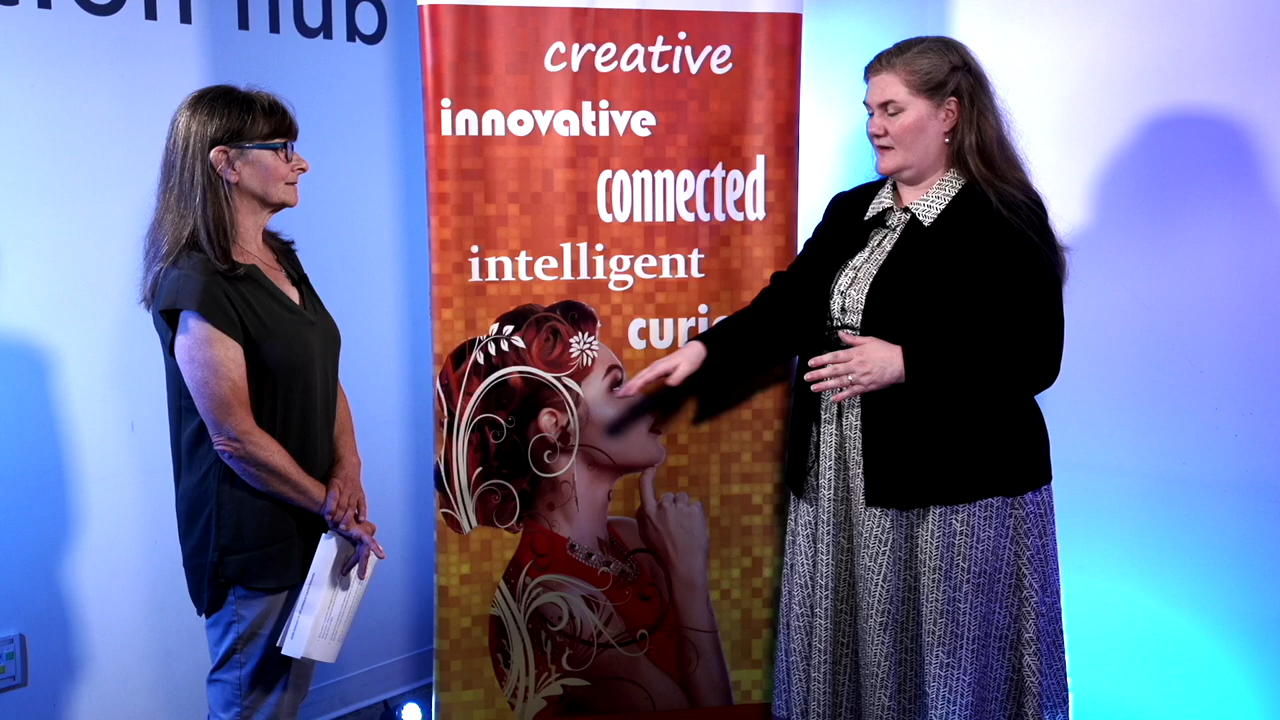 hub
creative
innovative
connected
intelligent